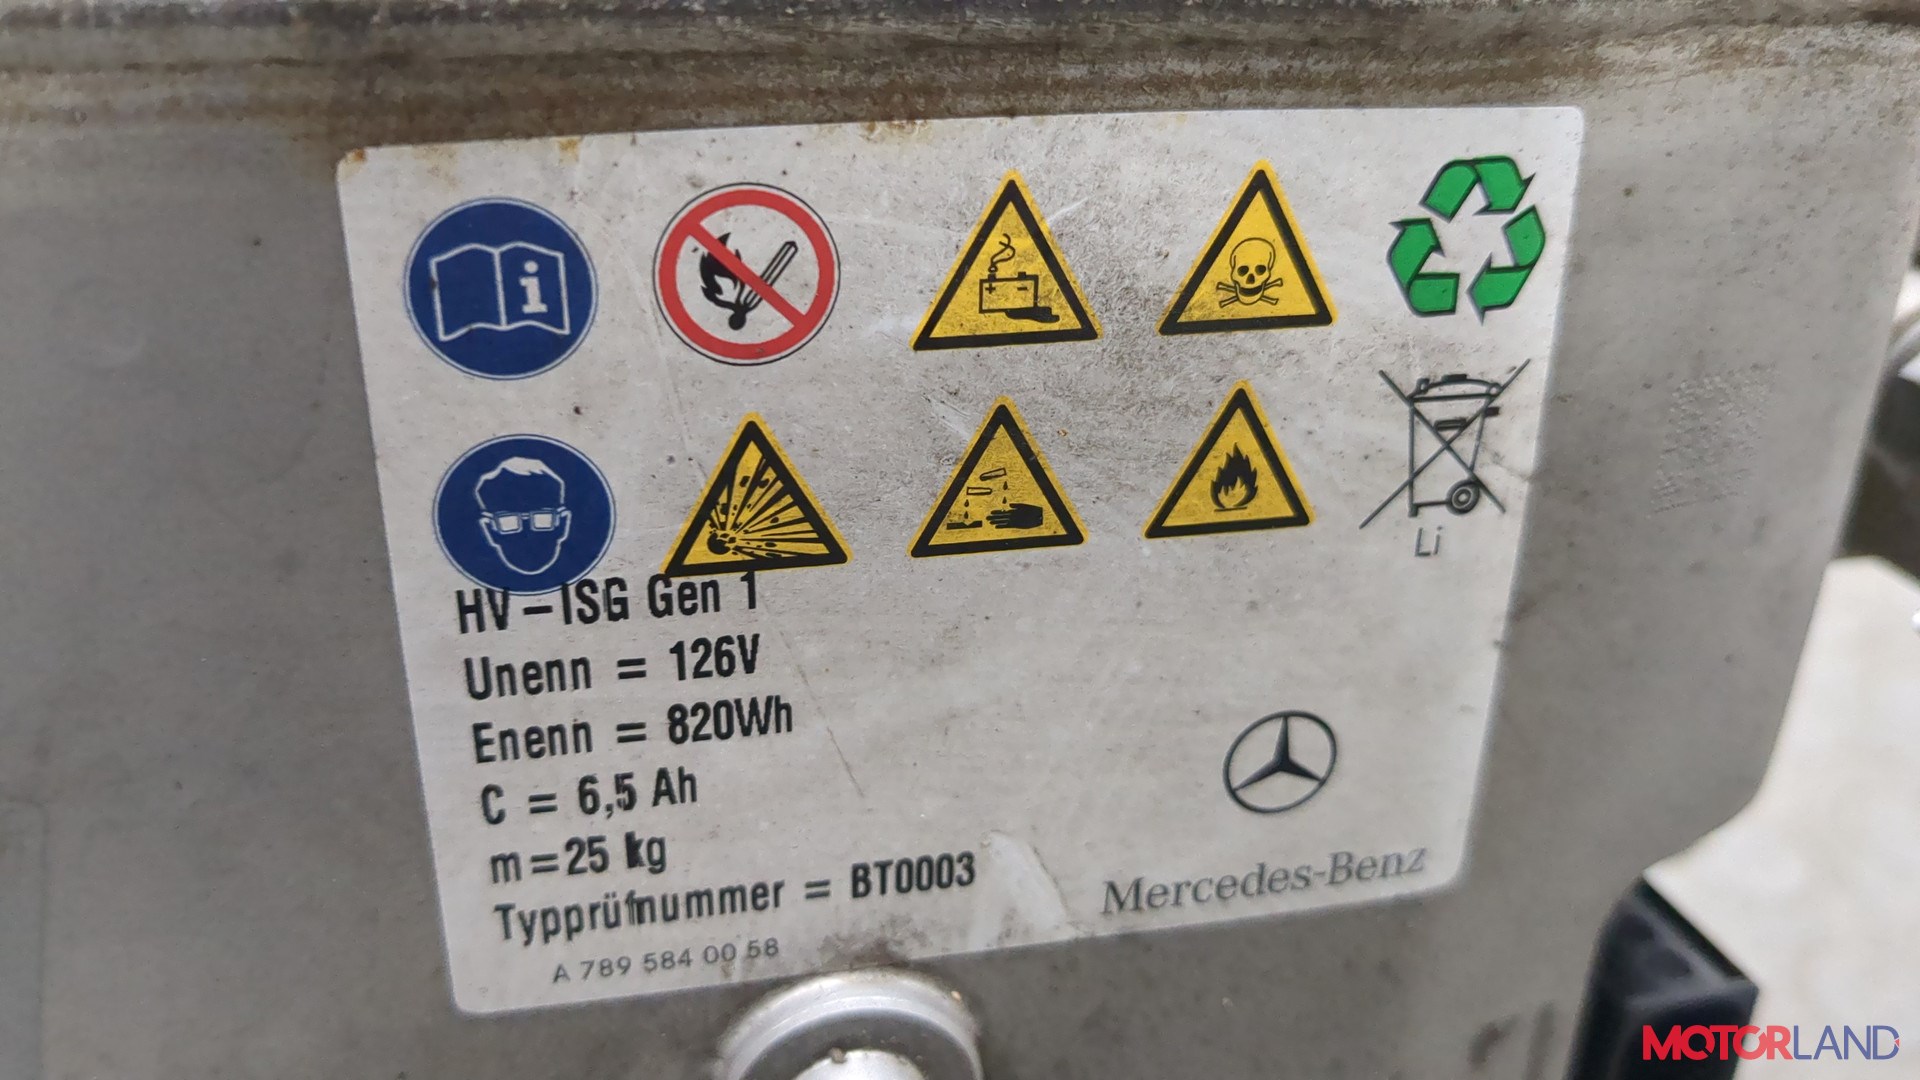 Li
HV-ISG Gen 1
Unenn = 126V
Enenn = 820Wh
C = 6,5 Ah
m=25 kg
Typprüfnummer = BT0003
A 789 584 00 58
Mercedes-Benz
MOTORLAND